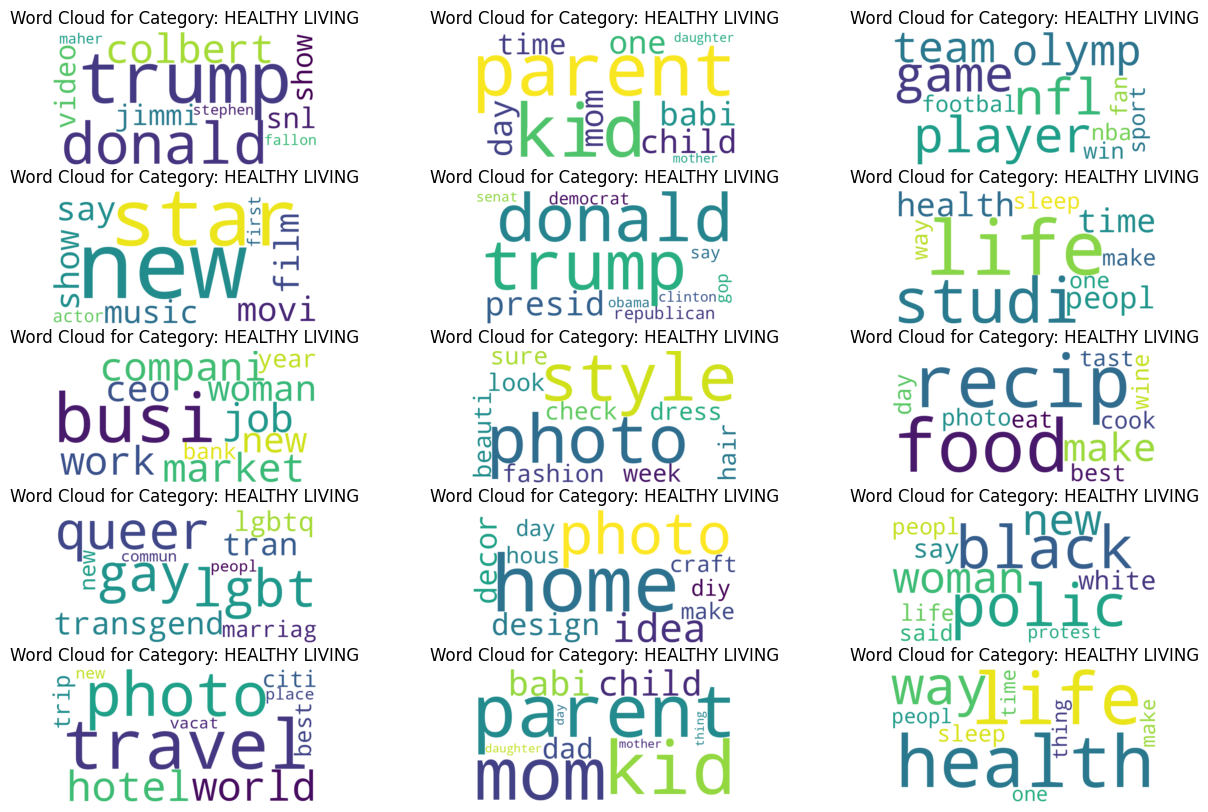 Word Cloud for Category: HEALTHY LIVING
maher
colbert
show
video
trump
jimmi
stephen
snl
donald
fallon
Word Cloud for Category: HEALTHY LIVING
time
one
daughter
parent
day
kid
mom
babi
child
mother
Word Cloud for Category: HEALTHY LIVING
team
olymp
game
footbal
nfl
fan
sport
player
nba
win
Word Cloud for Category: HEALTHY LIVING
say
star
first
show
new
film
actor
music
movi
Word Cloud for Category: HEALTHY LIVING
senat
democrat
donald
trump
say
presid
obama
clinton
gop
republican
Word Cloud for Category: HEALTHY LIVING
health
sleep
time
way
life
make
studi
one
peopl
Word Cloud for Category: HEALTHY LIVING
compani
year
ceo
woman
busi
job
new
bank
work
market
Word Cloud for Category: HEALTHY LIVING
sure
look
style
check
dress
beauti
photo
hair
fashion
week
Word Cloud for Category: HEALTHY LIVING
tast
day
recip
wine
photo
eat
cook
food
make
best
Word Cloud for Category: HEALTHY LIVING
queer
lgbtq
tran
new
commun
peopl
gay
lgbt
transgend
marriag
Word Cloud for Category: HEALTHY LIVING
decor
day
photo
hous
home
craft
diy
make
design
idea
Word Cloud for Category: HEALTHY LIVING
peopl
new
say
black
woman
white
life
polic
said
protest
Word Cloud for Category: HEALTHY LIVING
new
trip
photo
citi
place
vacat
best
travel
hotel
world
Word Cloud for Category: HEALTHY LIVING
babi
child
parent
day
thing
daughter
dad
mother
mom
kid
Word Cloud for Category: HEALTHY LIVING
way
life
time
peopl
sleep
thing
make
health
one